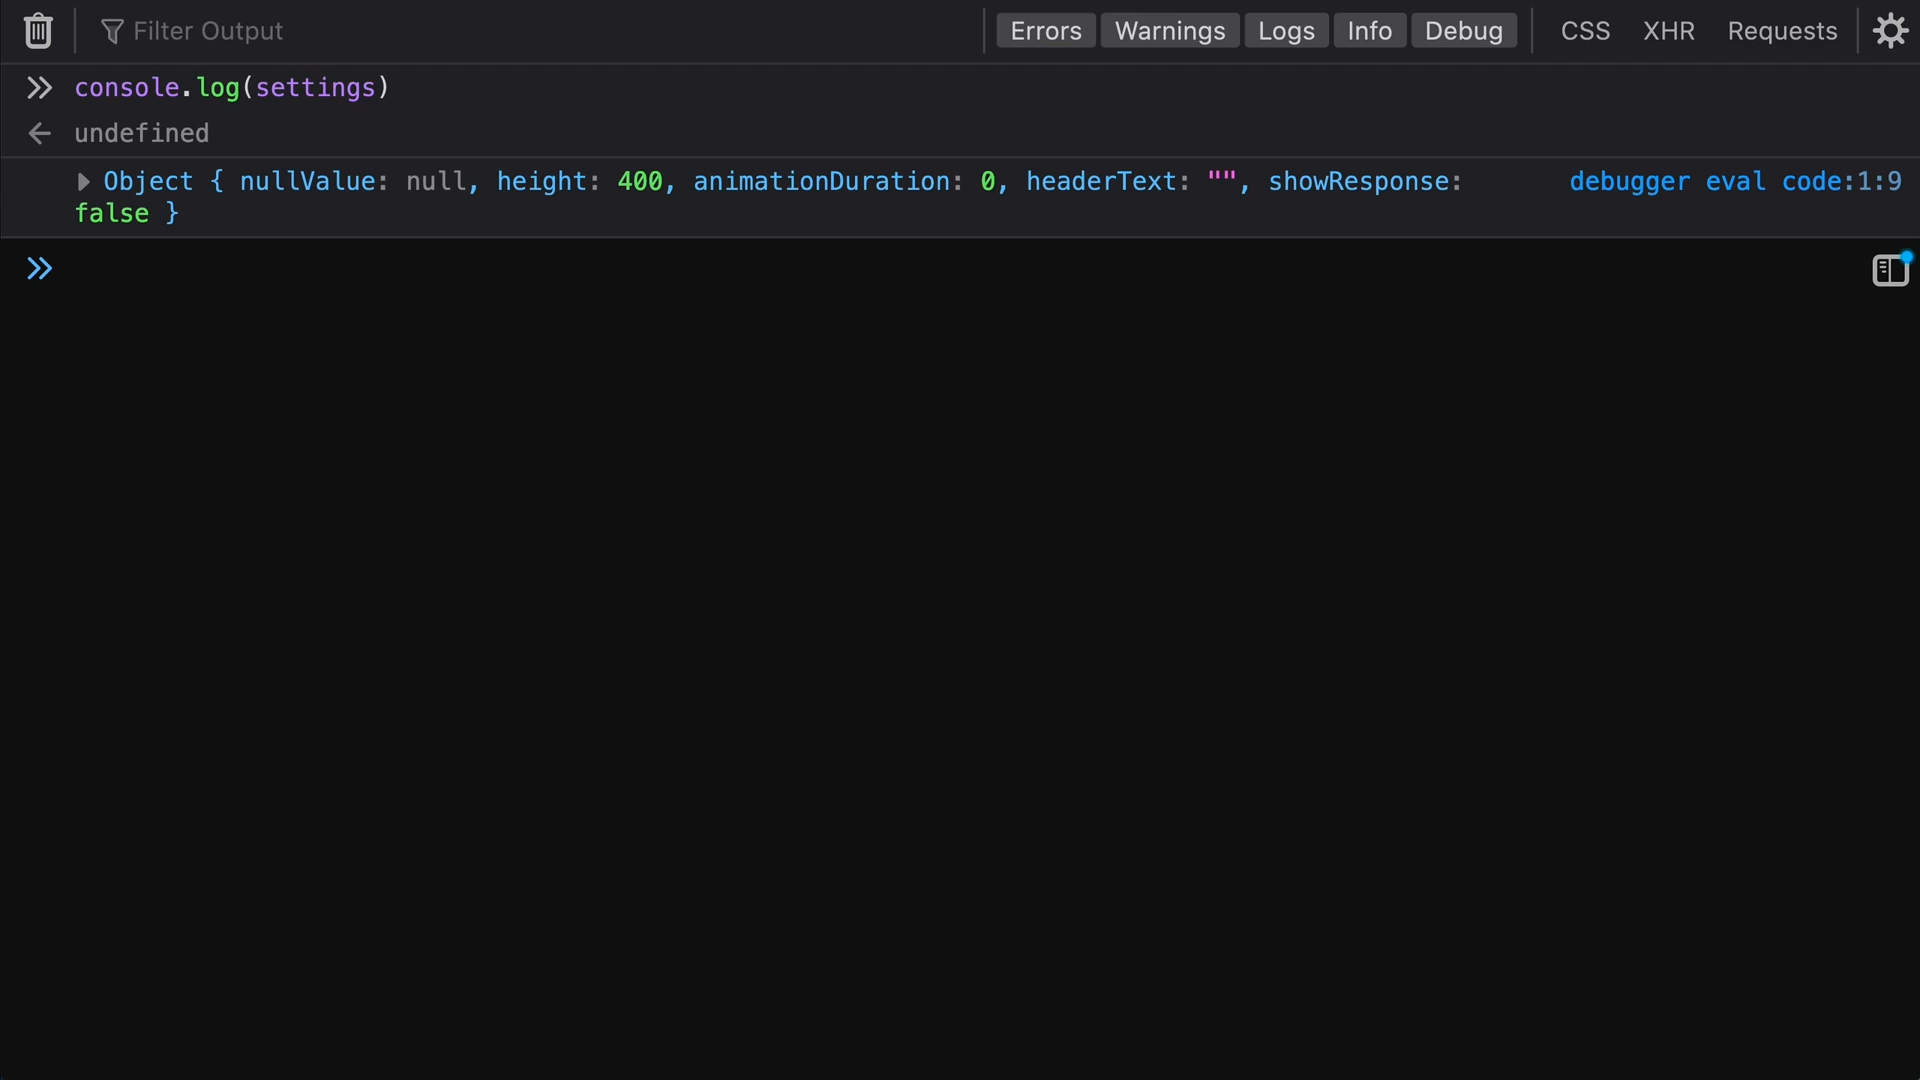 Filter Output Errors Warnings Logs Info Debug CSS XHR Requests
console.log(settings)
undefined
Object { nullValue: null, height: 400, animationDuration: 0, headerText: "", showResponse: debugger eval code:1:9
false }